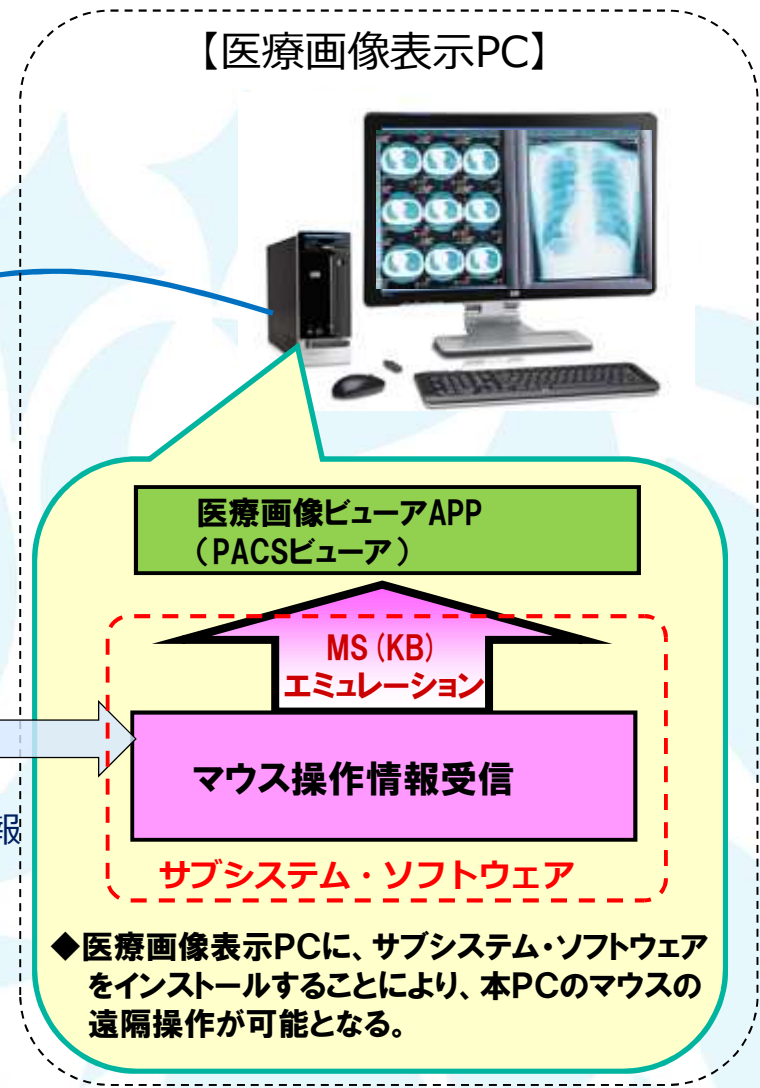 【医療画像表示PC】
医療画像ビューアAPP
（PACSビューア）
MS(KB)
エミュレーション
マウス操作情報受信
報
サブシステム・ソフトウェア
◆医療画像表示PCに、サブシステム・ソフトウェア
をインストールすることにより、本PCのマウスの
遠隔操作が可能となる。